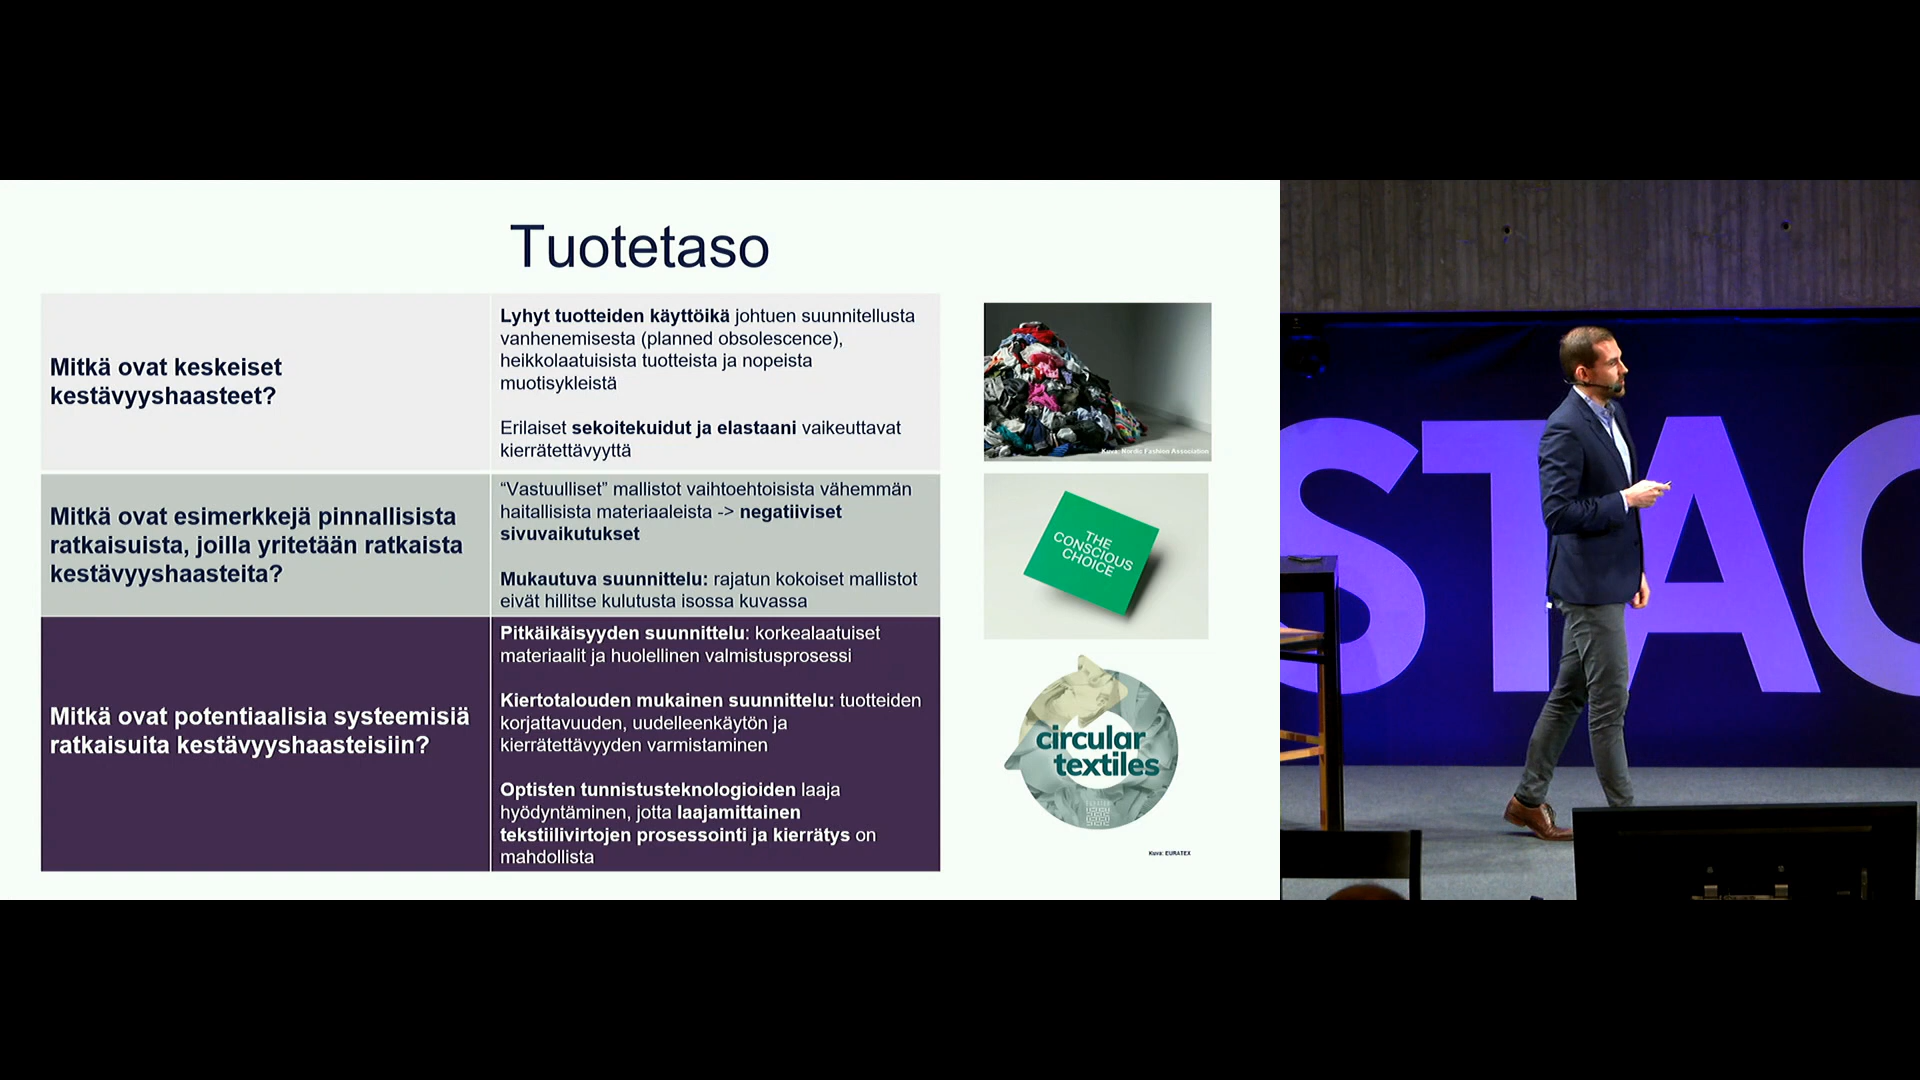 Tuotetaso
Mitkä ovat keskeiset
kestävyyshaasteet?
Lyhyt tuotteiden käyttöikä johtuen suunnitellusta
vanhenemisesta (planned obsolescence),
heikkolaatuisista tuotteista ja nopeista
muotisykleistä
Erilaiset sekoitekuidut ja elastaani vaikeuttavat
kierrätettävyyttä
Mitkä ovat esimerkkejä pinnallisista
ratkaisuista, joilla yritetään ratkaista
kestävyyshaasteita?
“Vastuulliset” mallistot vaihtoehtoisista vähemmän
haitallisista materiaaleista -> negatiiviset
sivuvaikutukset
Mukautuva suunnittelu: rajatun kokoiset mallistot
eivät hillitse kulutusta isossa kuvassa
Mitkä ovat potentiaalisia systeemisiä
ratkaisuita kestävyyshaasteisiin?
Pitkäikäisyyden suunnittelu: korkealaatuiset
materiaalit ja huolellinen valmistusprosessi
Kiertotalouden mukainen suunnittelu: tuotteiden
korjattavuuden, uudelleenkäytön ja
kierrätettävyyden varmistaminen
Optisten tunnistusteknologioiden laaja
hyödyntäminen, jotta laajamittainen
tekstiilivirtojen prosessointi ja kierrätys on
mahdollista
Kuva: Nordic Fashion Association
THE
CONSCIOUS
CHOICE
circular
textiles
Kuva: EURATEX
STAC